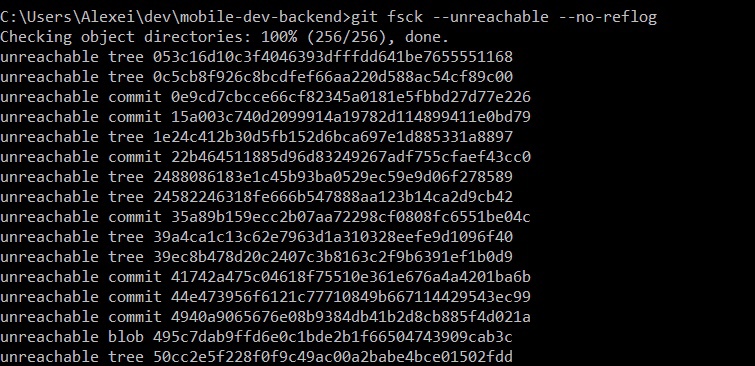 C:\Users\Alexei\dev\mobile-dev-backend>git fsck --unreachable --no-reflog
Checking object directories: 100% (256/256), done.
unreachable tree 053c16d10c3f4046393dfffdd641be7655551168
unreachable tree 0c5cb8f926c8bcdfef66aa220d588ac54cf89c00
unreachable commit 0e9cd7cbcce66cf82345a0181e5fbbd27d77e226
unreachable commit 15a003c740d2099914a19782d114899411e0bd79
unreachable tree 1e24c412b30d5fb152d6bca697e1d885331a8897
unreachable commit 22b464511885d96d83249267adf755cfaef43cc0
unreachable tree 2488086183e1c45b93ba0529ec59e9d06f278589
unreachable tree 24582246318fe666b547888aa123b14ca2d9cb42
unreachable commit 35a89b159ecc2b07aa72298cf0808fc6551be04c
unreachable tree 39a4ca1c13c62e7963d1a310328eefe9d1096f40
unreachable tree 39ec8b478d20c2407c3b8163c2f9b6391ef1b0d9
unreachable commit 41742a475c04618f75510e361e676a4a4201ba6b
unreachable commit 44e473956f6121c77710849b667114429543ec99
unreachable commit 4940a9065676e08b9384db41b2d8cb885f4d021a
unreachable blob 495c7dab9ffd6e0c1bde2b1f66504743909cab3c
unreachable tree 50cc2e5f228f0f9c49ac00a2babe4bce01502fdd